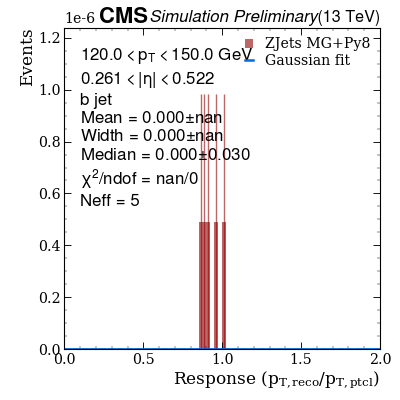 1e-6 CMS Simulation Preliminary (13 TeV)
Events
120.0 < pT < 150.0 GeV
0.261 < |η| < 0.522
b jet
Mean = 0.000±nan
Width = 0.000±nan
Median = 0.000±0.030
χ²/ndof = nan/0
Neff = 5
ZJets MG+Py8
Gaussian fit
1.2
1.0
0.8
0.6
0.4
0.2
0.0
0.0 0.5 1.0 1.5 2.0
Response (pT,reco/pT,ptcl)